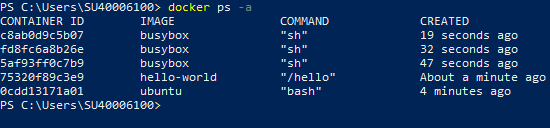 PS C:\Users\SU40006100> docker ps -a
CONTAINER ID IMAGE COMMAND CREATED
c8ab0d9c5b07 busybox "sh" 19 seconds ago
fd8fc6a8b26e busybox "sh" 32 seconds ago
5af93ff0c7b9 busybox "sh" 47 seconds ago
75320f89c3e9 hello-world "/hello" About a minute ago
0cdd13171a01 ubuntu "bash" 4 minutes ago
PS C:\Users\SU40006100>